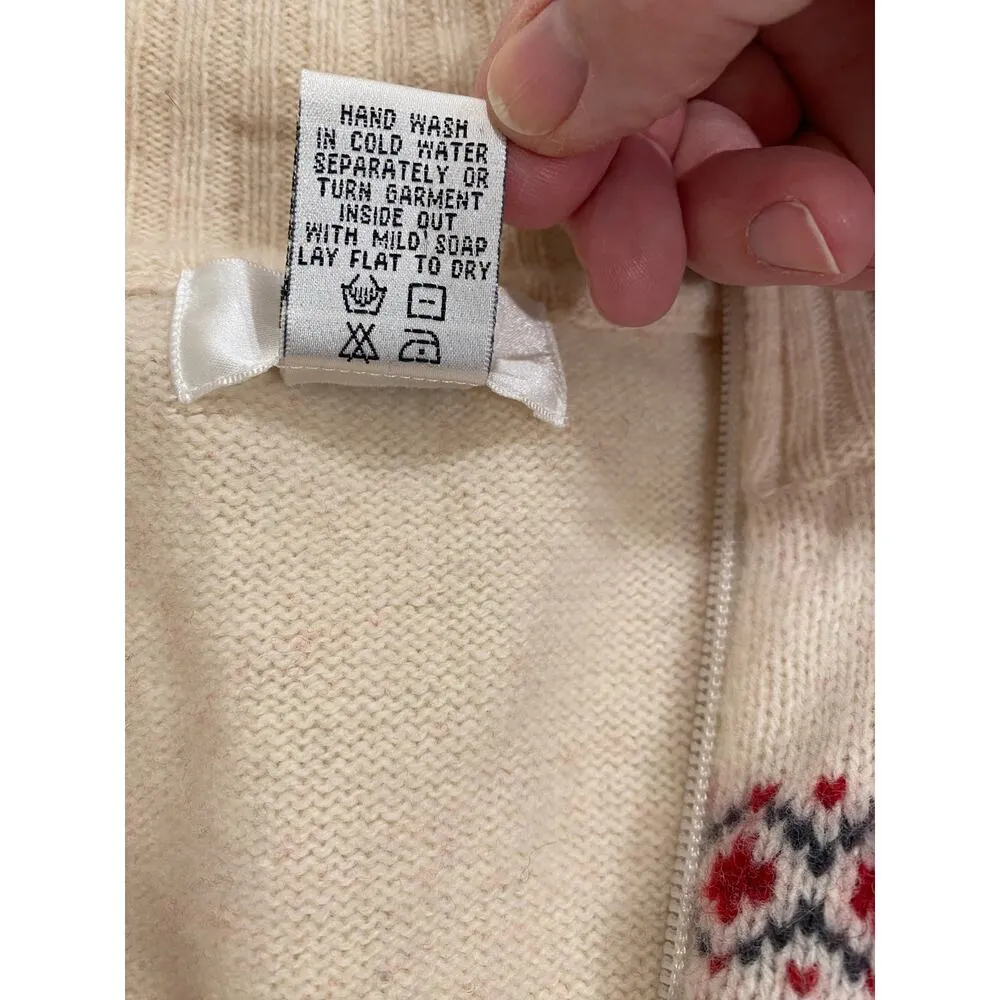 HAND WASH
IN COLD WATER
SEPARATELY OR
TURN GARMENT
INSIDE OUT
WITH MILD SOAP
LAY FLAT TO DRY